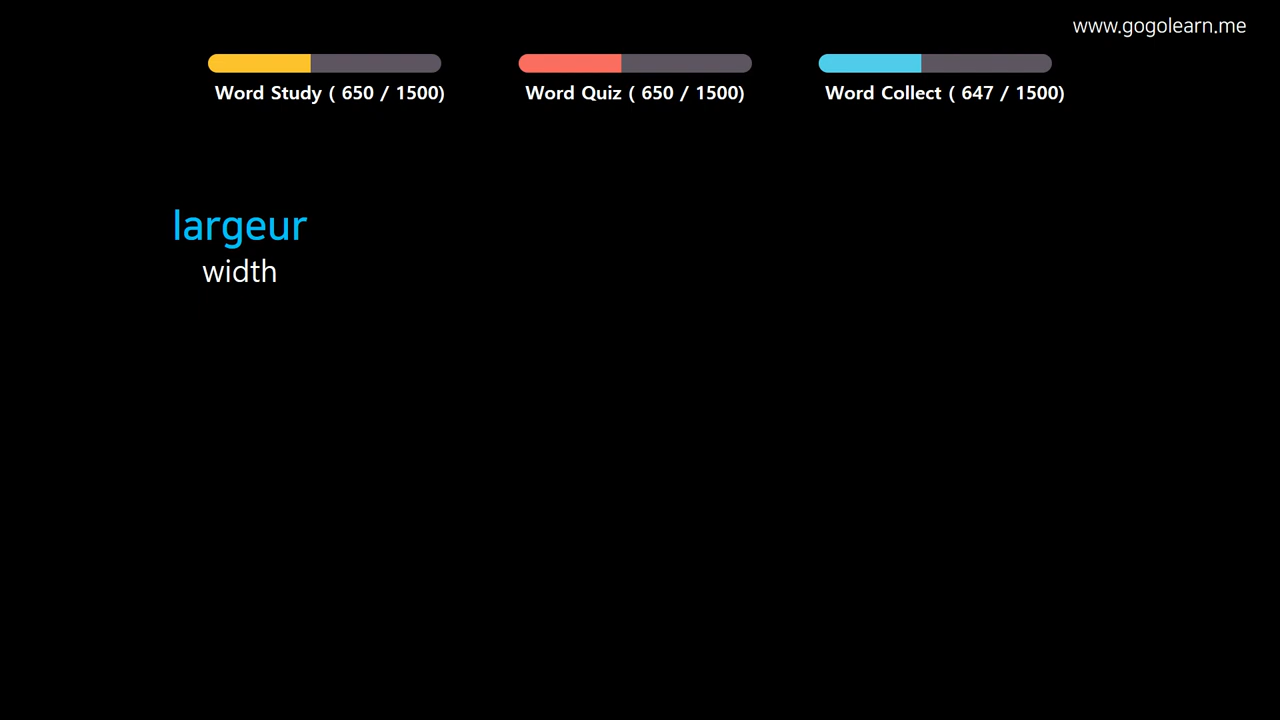 www.gogolearn.me
Word Study ( 650 / 1500)
Word Quiz ( 650 / 1500)
Word Collect ( 647 / 1500)
largeur
width